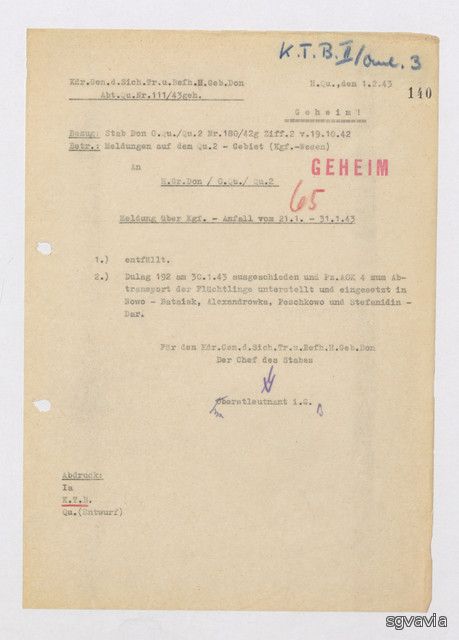 K.T.B. II/Anl. 3
Kdr.Gen.d.Sich.Tr.u.Befh.H.Geb.Don
H.Qu.,den 1.2.43
Abt.Qu.Nr.111/43geh.
140
Geheim!
Bezug: Stab Don O.Qu./Qu.2 Nr.180/42g Ziff.2 v.19.10.42
Betr.: Meldungen auf dem Qu.2 - Gebiet (Kgf.-Wesen)
GEHEIM
An
H.Gr.Don / O.Qu./ Qu.2
65
Meldung über Kgf. - Anfall vom 21.1. - 31.1.43
1.) entfällt.
2.) Dulag 192 am 30.1.43 ausgeschieden und Pz.AOK 4 zum Ab-
transport der Flüchtlinge unterstellt und eingesetzt in
Nowo - Bataisk, Alexandrowka, Peschkowo und Stefanidin -
Dar.
Für den Kdr.Gen.d.Sich.Tr.u.Befh.H.Geb.Don
Der Chef des Stabes
Oberstleutnant i.G.
Abdruck:
Ia
K.T.B.
Qu.(Entwurf)
sgvavia